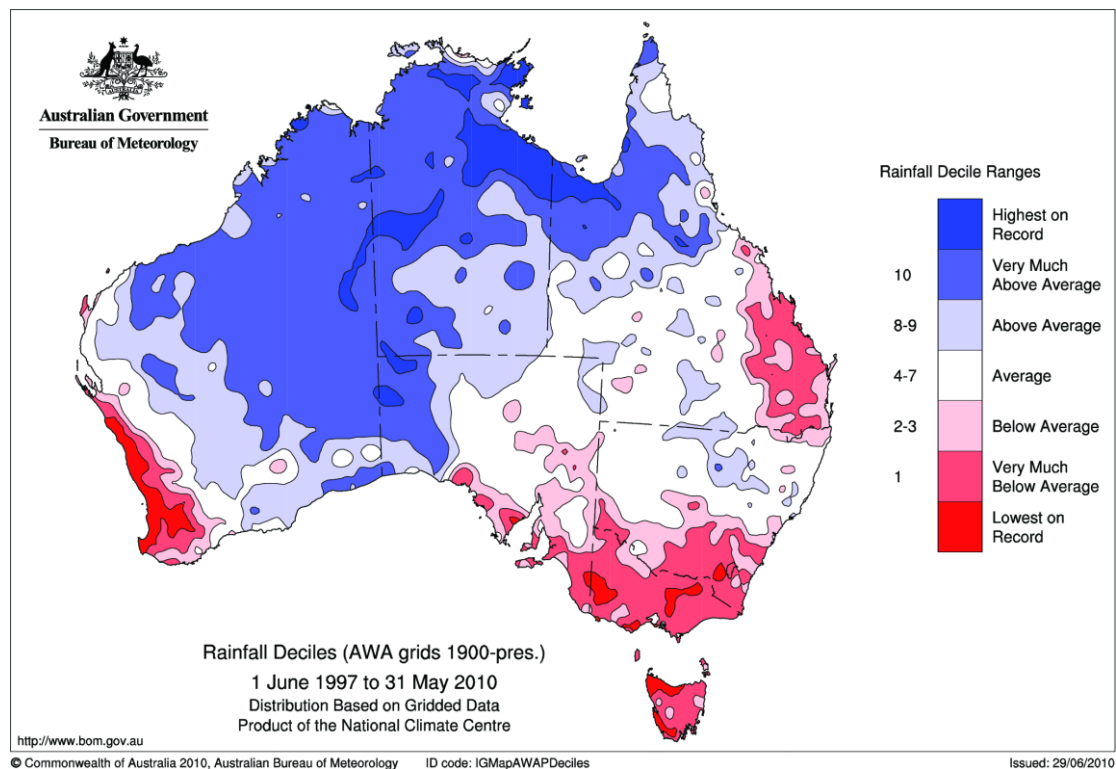 Australian Government
Bureau of Meteorology
Rainfall Decile Ranges
Highest on
Record
10
Very Much
Above Average
8-9
Above Average
4-7
Average
2-3
Below Average
1
Very Much
Below Average
Lowest on
Record
Rainfall Deciles (AWA grids 1900-pres.)
1 June 1997 to 31 May 2010
Distribution Based on Gridded Data
Product of the National Climate Centre
http://www.bom.gov.au
© Commonwealth of Australia 2010, Australian Bureau of Meteorology
ID code: IGMapAWAPDeciles
Issued: 29/06/2010